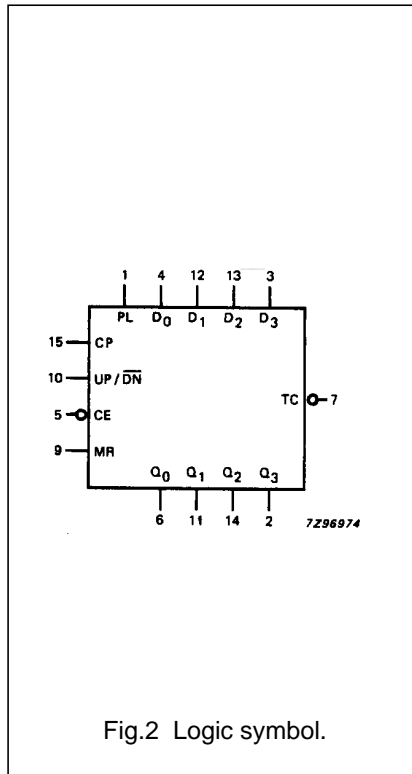 1 4 12 13 3
PL D0 D1 D2 D3
15 CP
10 UP/D̅N̅
TC 7
5 CE
9 MR
Q0 Q1 Q2 Q3
6 11 14 2 7Z96974
Fig.2 Logic symbol.